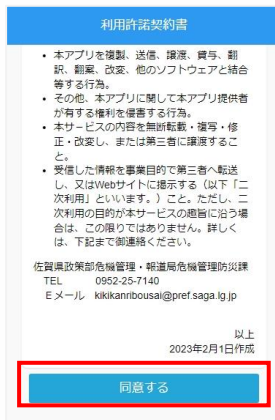 利用許諾契約書
• 本アプリを複製、送信、譲渡、貸与、翻
訳、翻案、改変、他のソフトウェアと結合
等する行為。
• その他、本アプリに関して本アプリ提供者
が有する権利を侵害する行為。
• 本サービスの内容を無断転載・複写・修
正・改変し、または第三者に譲渡するこ
と。
• 受信した情報を事業目的で第三者へ転送
し、又はWebサイトに掲示する（以下「二
次利用」といいます。）こと。ただし、二
次利用の目的が本サービスの趣旨に沿う場
合は、この限りではありません。詳しく
は、下記まで御連絡ください。
佐賀県政策部危機管理・報道局危機管理防災課
TEL 0952-25-7140
Eメール kikikanribousai@pref.saga.lg.jp
以上
2023年2月1日作成
同意する